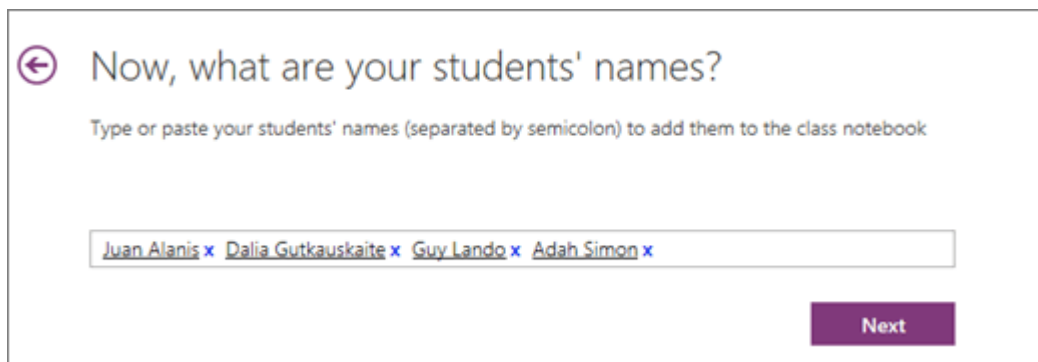 Now, what are your students' names?
Type or paste your students' names (separated by semicolon) to add them to the class notebook
Juan Alanis x Dalia Gutkauskaite x Guy Lando x Adah Simon x
Next